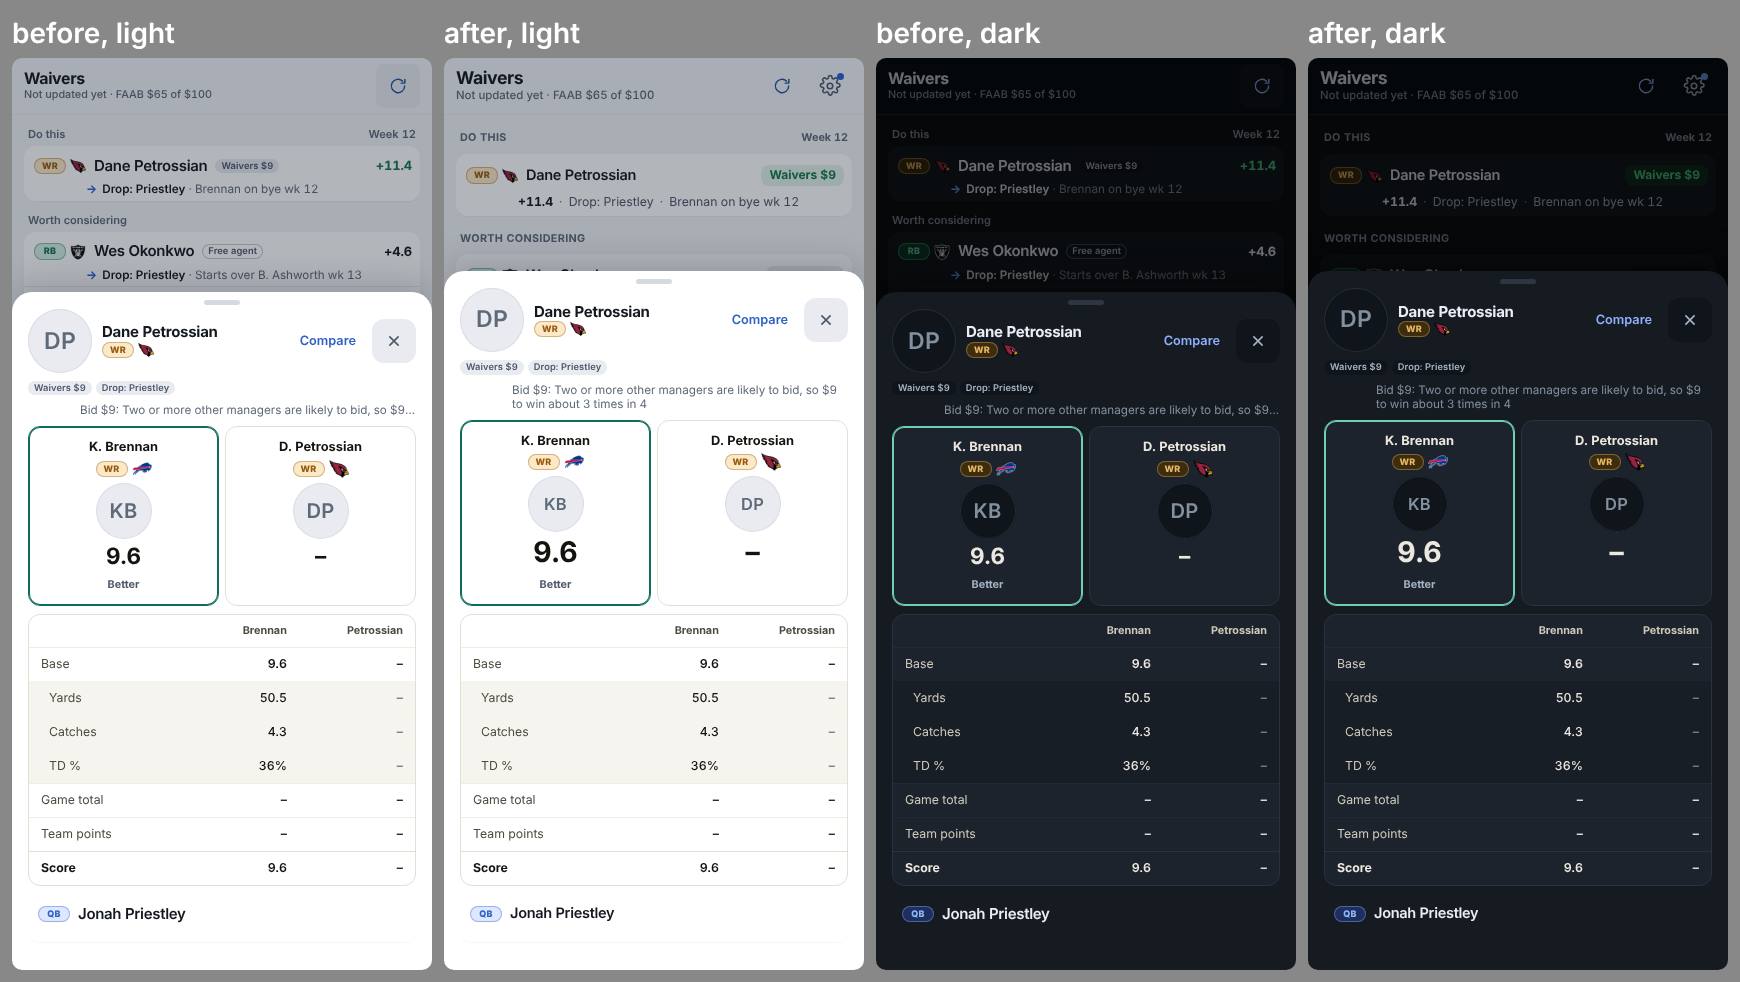 before, light
Waivers
Not updated yet · FAAB $65 of $100
Do this
Week 12
WR Dane Petrossian Waivers $9 +11.4
→ Drop: Priestley · Brennan on bye wk 12
Worth considering
RB Wes Okonkwo Free agent +4.6
→ Drop: Priestley · Starts over B. Ashworth wk 13
DP
Dane Petrossian
WR
Compare
×
Waivers $9 Drop: Priestley
Bid $9: Two or more other managers are likely to bid, so $9...
K. Brennan
WR
KB
9.6
Better
D. Petrossian
WR
DP
–
Brennan Petrossian
Base 9.6 –
Yards 50.5 –
Catches 4.3 –
TD % 36% –
Game total – –
Team points – –
Score 9.6 –
QB Jonah Priestley
after, light
Waivers
Not updated yet · FAAB $65 of $100
DO THIS
Week 12
WR Dane Petrossian Waivers $9
+11.4 · Drop: Priestley · Brennan on bye wk 12
WORTH CONSIDERING
DP
Dane Petrossian
WR
Compare
×
Waivers $9 Drop: Priestley
Bid $9: Two or more other managers are likely to bid, so $9
to win about 3 times in 4
K. Brennan
WR
KB
9.6
Better
D. Petrossian
WR
DP
–
Brennan Petrossian
Base 9.6 –
Yards 50.5 –
Catches 4.3 –
TD % 36% –
Game total – –
Team points – –
Score 9.6 –
QB Jonah Priestley
before, dark
Waivers
Not updated yet · FAAB $65 of $100
Do this
Week 12
WR Dane Petrossian Waivers $9 +11.4
→ Drop: Priestley · Brennan on bye wk 12
Worth considering
RB Wes Okonkwo Free agent +4.6
→ Drop: Priestley · Starts over B. Ashworth wk 13
DP
Dane Petrossian
WR
Compare
×
Waivers $9 Drop: Priestley
Bid $9: Two or more other managers are likely to bid, so $9...
K. Brennan
WR
KB
9.6
Better
D. Petrossian
WR
DP
–
Brennan Petrossian
Base 9.6 –
Yards 50.5 –
Catches 4.3 –
TD % 36% –
Game total – –
Team points – –
Score 9.6 –
QB Jonah Priestley
after, dark
Waivers
Not updated yet · FAAB $65 of $100
DO THIS
Week 12
WR Dane Petrossian Waivers $9
+11.4 · Drop: Priestley · Brennan on bye wk 12
WORTH CONSIDERING
DP
Dane Petrossian
WR
Compare
×
Waivers $9 Drop: Priestley
Bid $9: Two or more other managers are likely to bid, so $9
to win about 3 times in 4
K. Brennan
WR
KB
9.6
Better
D. Petrossian
WR
DP
–
Brennan Petrossian
Base 9.6 –
Yards 50.5 –
Catches 4.3 –
TD % 36% –
Game total – –
Team points – –
Score 9.6 –
QB Jonah Priestley